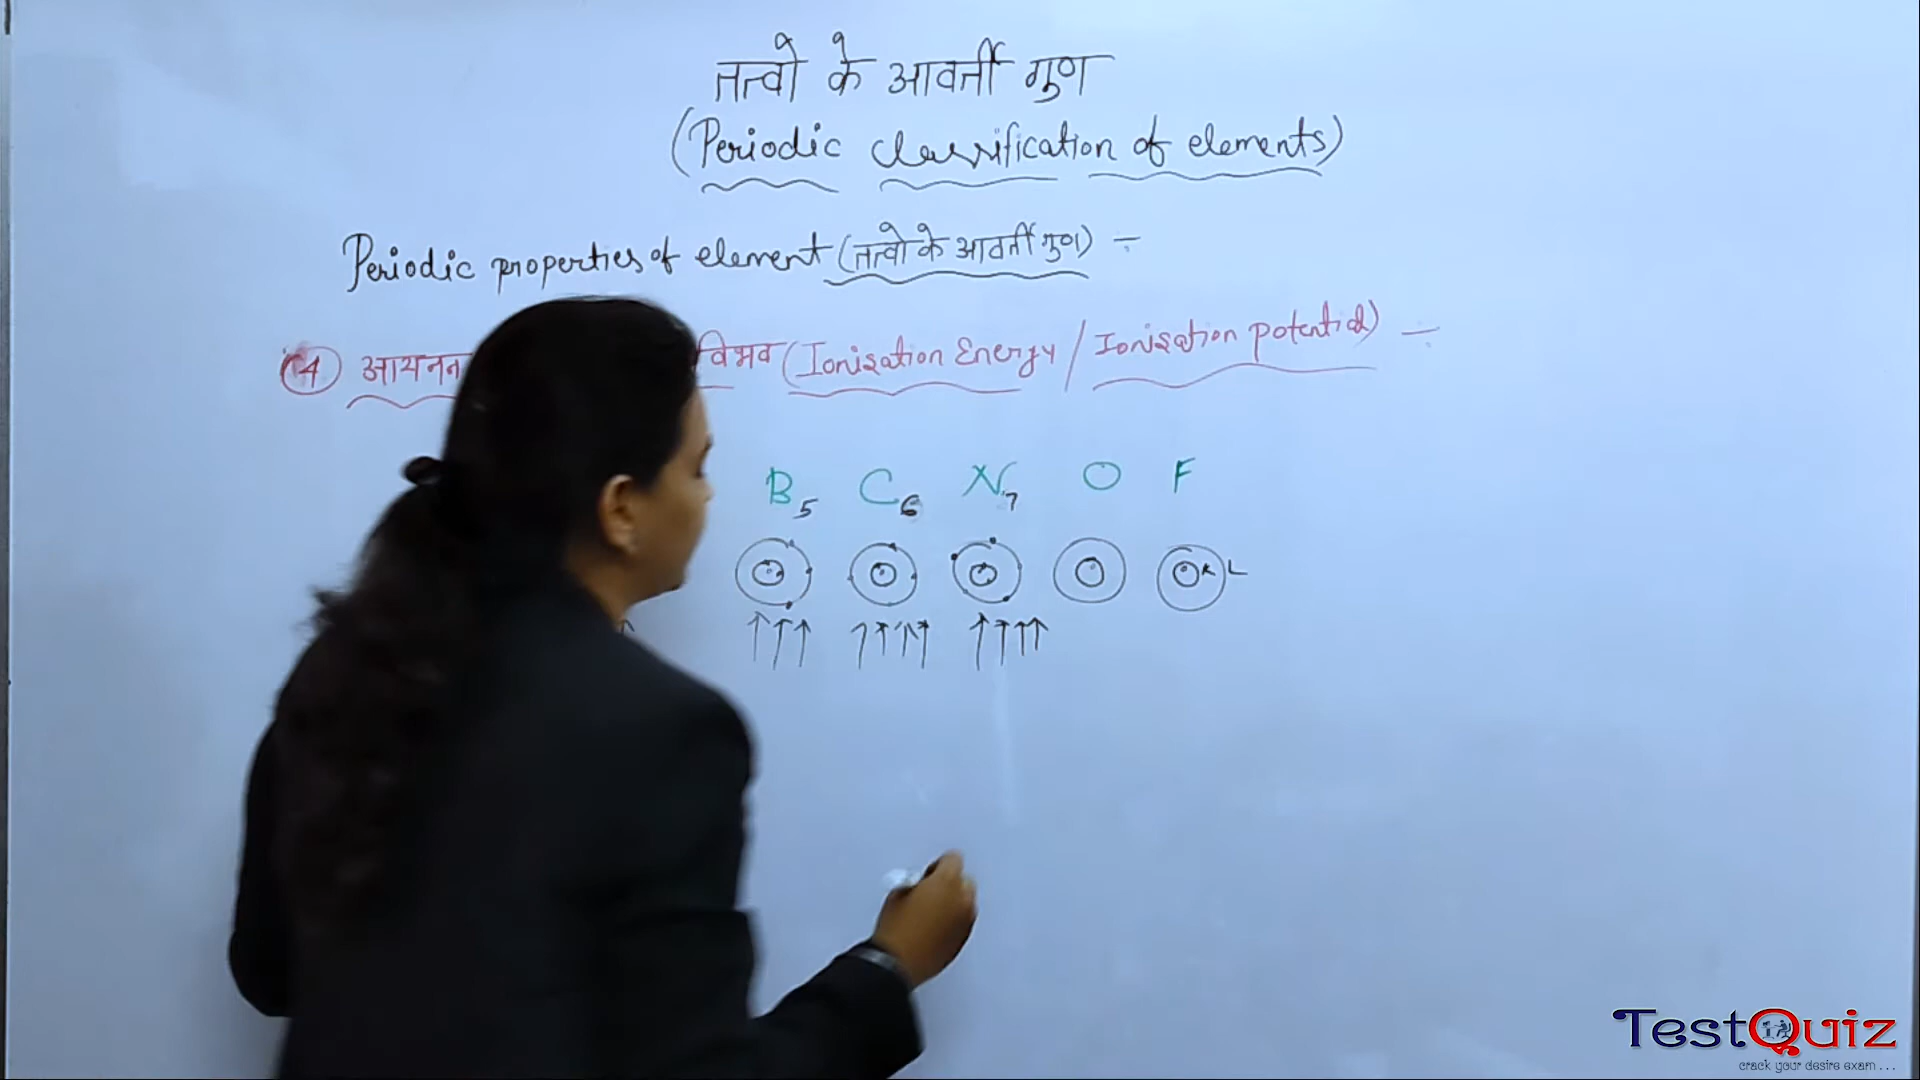 तत्वो के आवर्ती गुण
(Periodic classification of elements)
Periodic properties of element (तत्वो के आवर्ती गुण) ÷
(4) आयनन विभव (Ionisation Energy / Ionisation potential) ÷
B5 C6 N7 O F
K L
TestQuiz
crack your desire exam ...